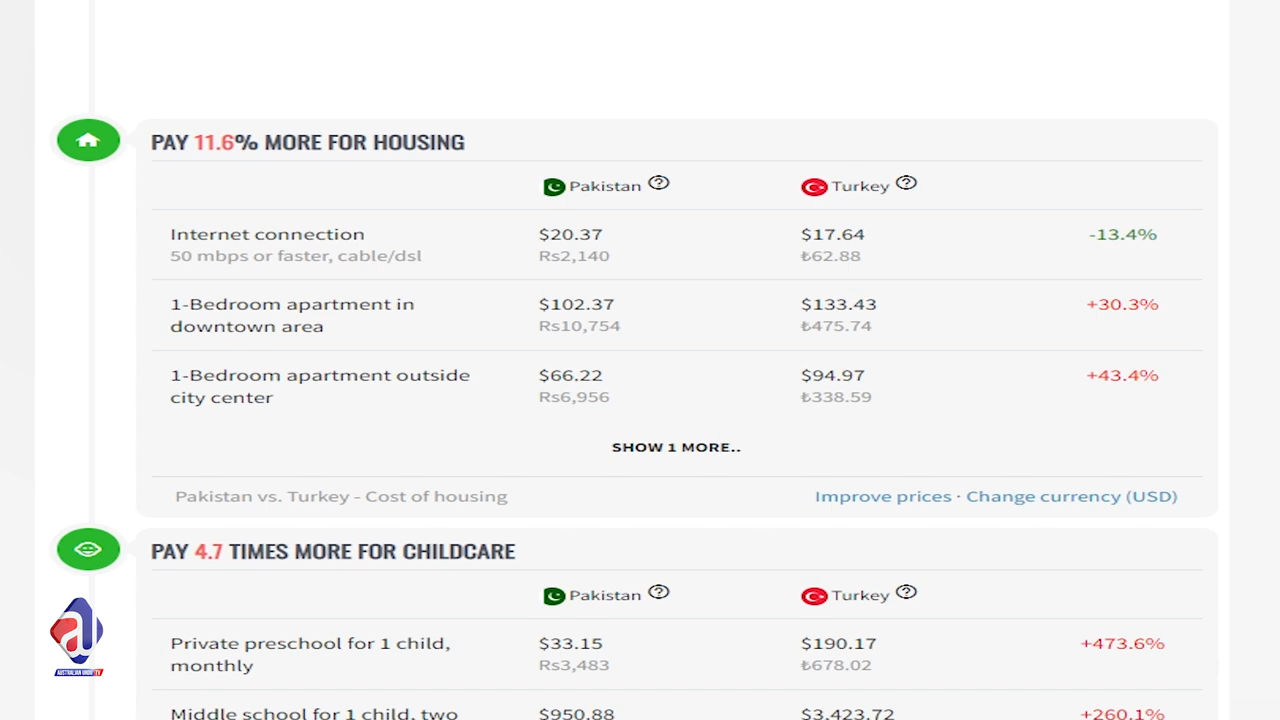 PAY 11.6% MORE FOR HOUSING
Pakistan ? Turkey ?
Internet connection $20.37 $17.64 -13.4%
50 mbps or faster, cable/dsl Rs2,140 ₺62.88
1-Bedroom apartment in $102.37 $133.43 +30.3%
downtown area Rs10,754 ₺475.74
1-Bedroom apartment outside $66.22 $94.97 +43.4%
city center Rs6,956 ₺338.59
SHOW 1 MORE..
Pakistan vs. Turkey - Cost of housing Improve prices · Change currency (USD)
PAY 4.7 TIMES MORE FOR CHILDCARE
Pakistan ? Turkey ?
Private preschool for 1 child, $33.15 $190.17 +473.6%
monthly Rs3,483 ₺678.02
Middle school for 1 child, two $950.88 $3,423.72 +260.1%
AUSTRALIAN SHOW TV